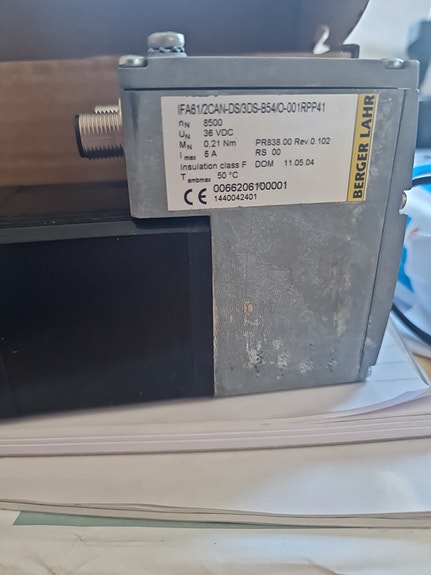 IFA61/2CAN-DS/3DS-B54/O-001RPP41
nN 8500
UN 36 VDC
MN 0.21 Nm PR838.00 Rev 0.102
Imax 5 A RS 00
Insulation class F DOM 11.05.04
Tambmax 50 °C
CE 0066206100001
1440042401
BERGER LAHR